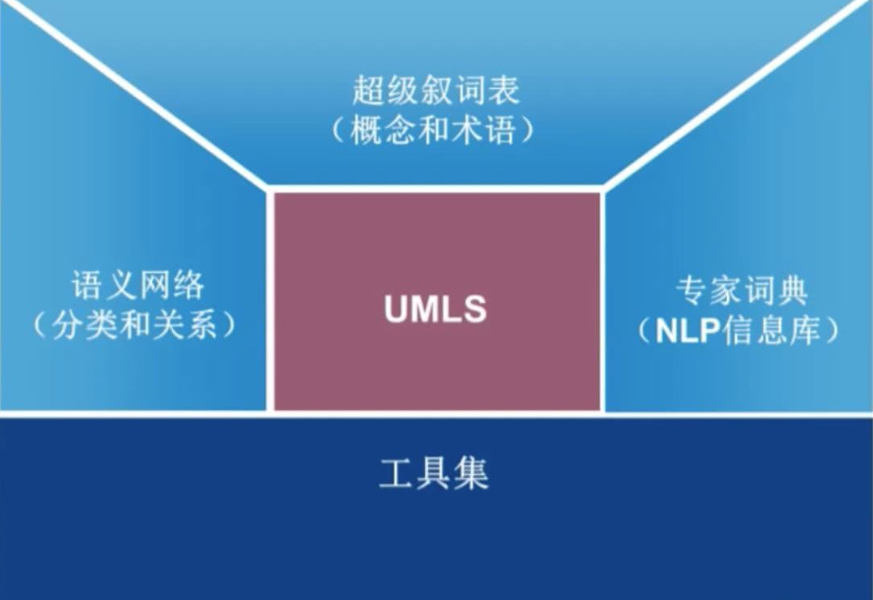 超级叙词表
（概念和术语）
语义网络
（分类和关系）
UMLS
专家词典
（NLP信息库）
工具集